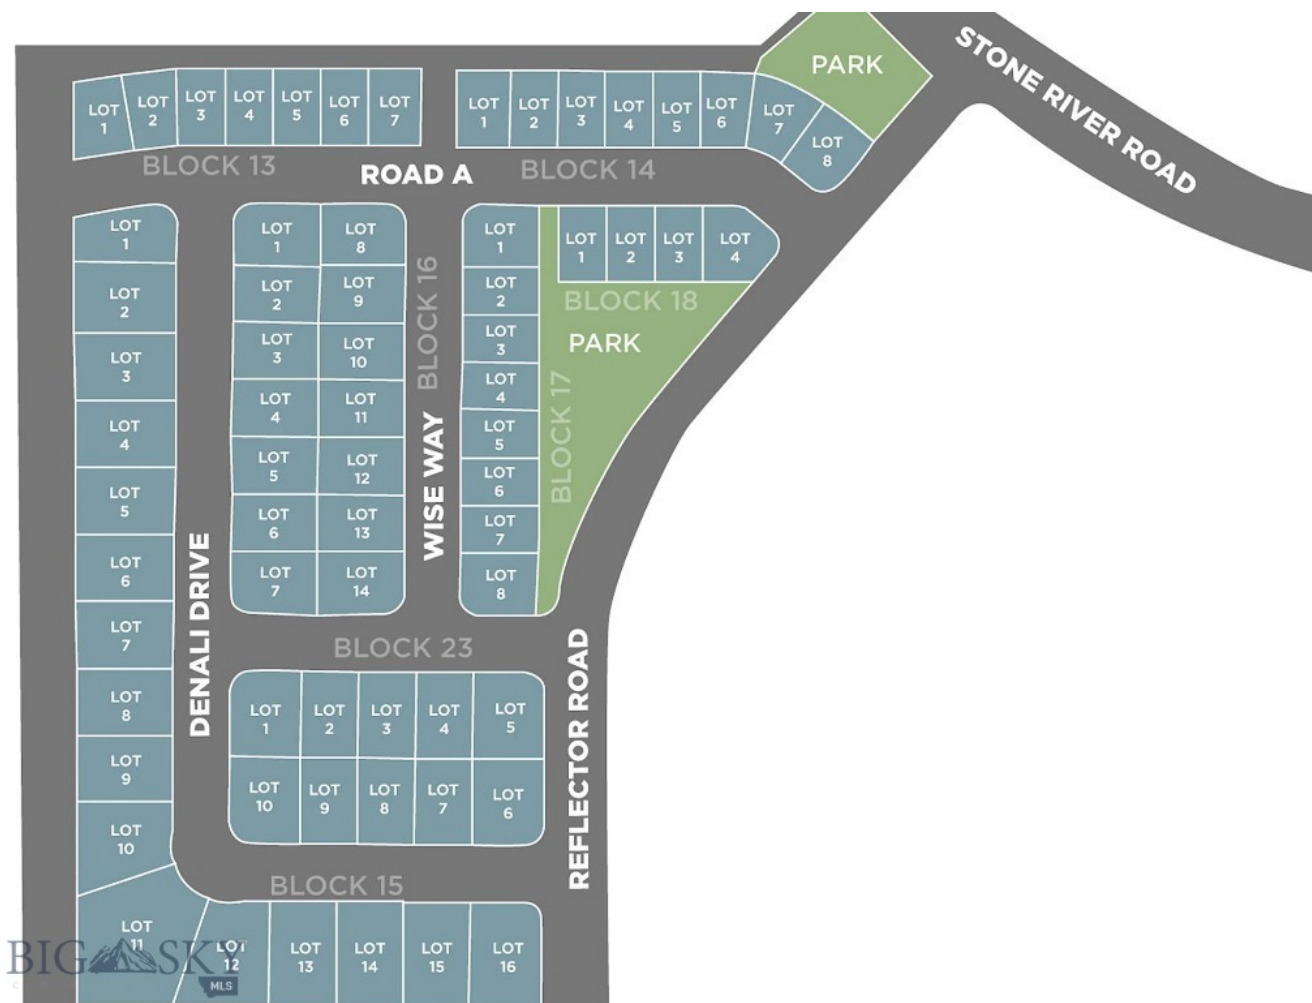 PARK
STONE RIVER ROAD
LOT
1
LOT
2
LOT
3
LOT
4
LOT
5
LOT
6
LOT
7
BLOCK 13
LOT
1
LOT
2
LOT
3
LOT
4
LOT
5
LOT
6
LOT
7
LOT
8
BLOCK 14
ROAD A
LOT
1
LOT
2
LOT
3
LOT
4
LOT
5
LOT
6
LOT
7
LOT
8
LOT
9
LOT
10
LOT
11
LOT
12
LOT
13
LOT
14
LOT
15
LOT
16
BLOCK 15
DENALI DRIVE
LOT
1
LOT
2
LOT
3
LOT
4
LOT
5
LOT
6
LOT
7
LOT
8
LOT
9
LOT
10
LOT
11
LOT
12
LOT
13
LOT
14
BLOCK 16
WISE WAY
LOT
1
LOT
2
LOT
3
LOT
4
LOT
5
LOT
6
LOT
7
LOT
8
BLOCK 17
LOT
1
LOT
2
LOT
3
LOT
4
BLOCK 18
PARK
BLOCK 23
LOT
1
LOT
2
LOT
3
LOT
4
LOT
5
LOT
10
LOT
9
LOT
8
LOT
7
LOT
6
REFLECTOR ROAD
BIG SKY
MLS